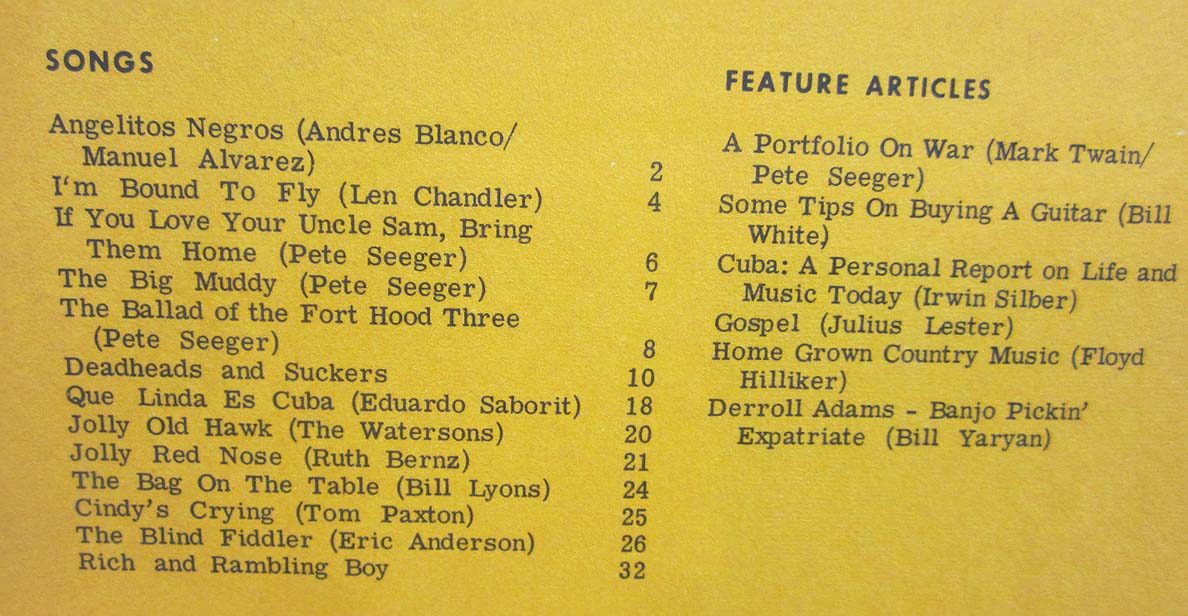 SONGS
Angelitos Negros (Andres Blanco/
Manuel Alvarez) 2
I'm Bound To Fly (Len Chandler) 4
If You Love Your Uncle Sam, Bring
Them Home (Pete Seeger) 6
The Big Muddy (Pete Seeger) 7
The Ballad of the Fort Hood Three
(Pete Seeger) 8
Deadheads and Suckers 10
Que Linda Es Cuba (Eduardo Saborit) 18
Jolly Old Hawk (The Watersons) 20
Jolly Red Nose (Ruth Bernz) 21
The Bag On The Table (Bill Lyons) 24
Cindy's Crying (Tom Paxton) 25
The Blind Fiddler (Eric Anderson) 26
Rich and Rambling Boy 32
FEATURE ARTICLES
A Portfolio On War (Mark Twain/
Pete Seeger)
Some Tips On Buying A Guitar (Bill
White)
Cuba: A Personal Report on Life and
Music Today (Irwin Silber)
Gospel (Julius Lester)
Home Grown Country Music (Floyd
Hilliker)
Derroll Adams - Banjo Pickin'
Expatriate (Bill Yaryan)